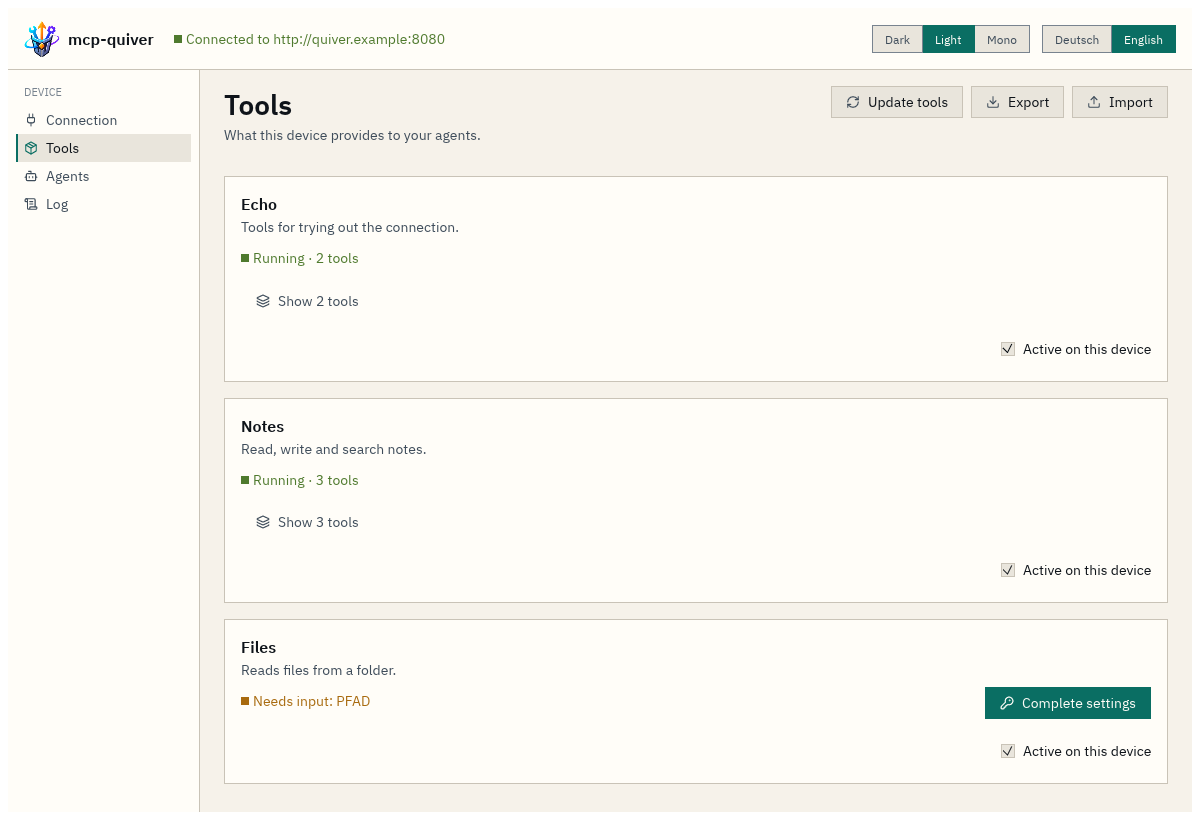 mcp-quiver
Connected to http://quiver.example:8080
Dark
Light
Mono
Deutsch
English
DEVICE
Connection
Tools
Agents
Log
Tools
What this device provides to your agents.
Update tools
Export
Import
Echo
Tools for trying out the connection.
Running · 2 tools
Show 2 tools
Active on this device
Notes
Read, write and search notes.
Running · 3 tools
Show 3 tools
Active on this device
Files
Reads files from a folder.
Needs input: PFAD
Complete settings
Active on this device